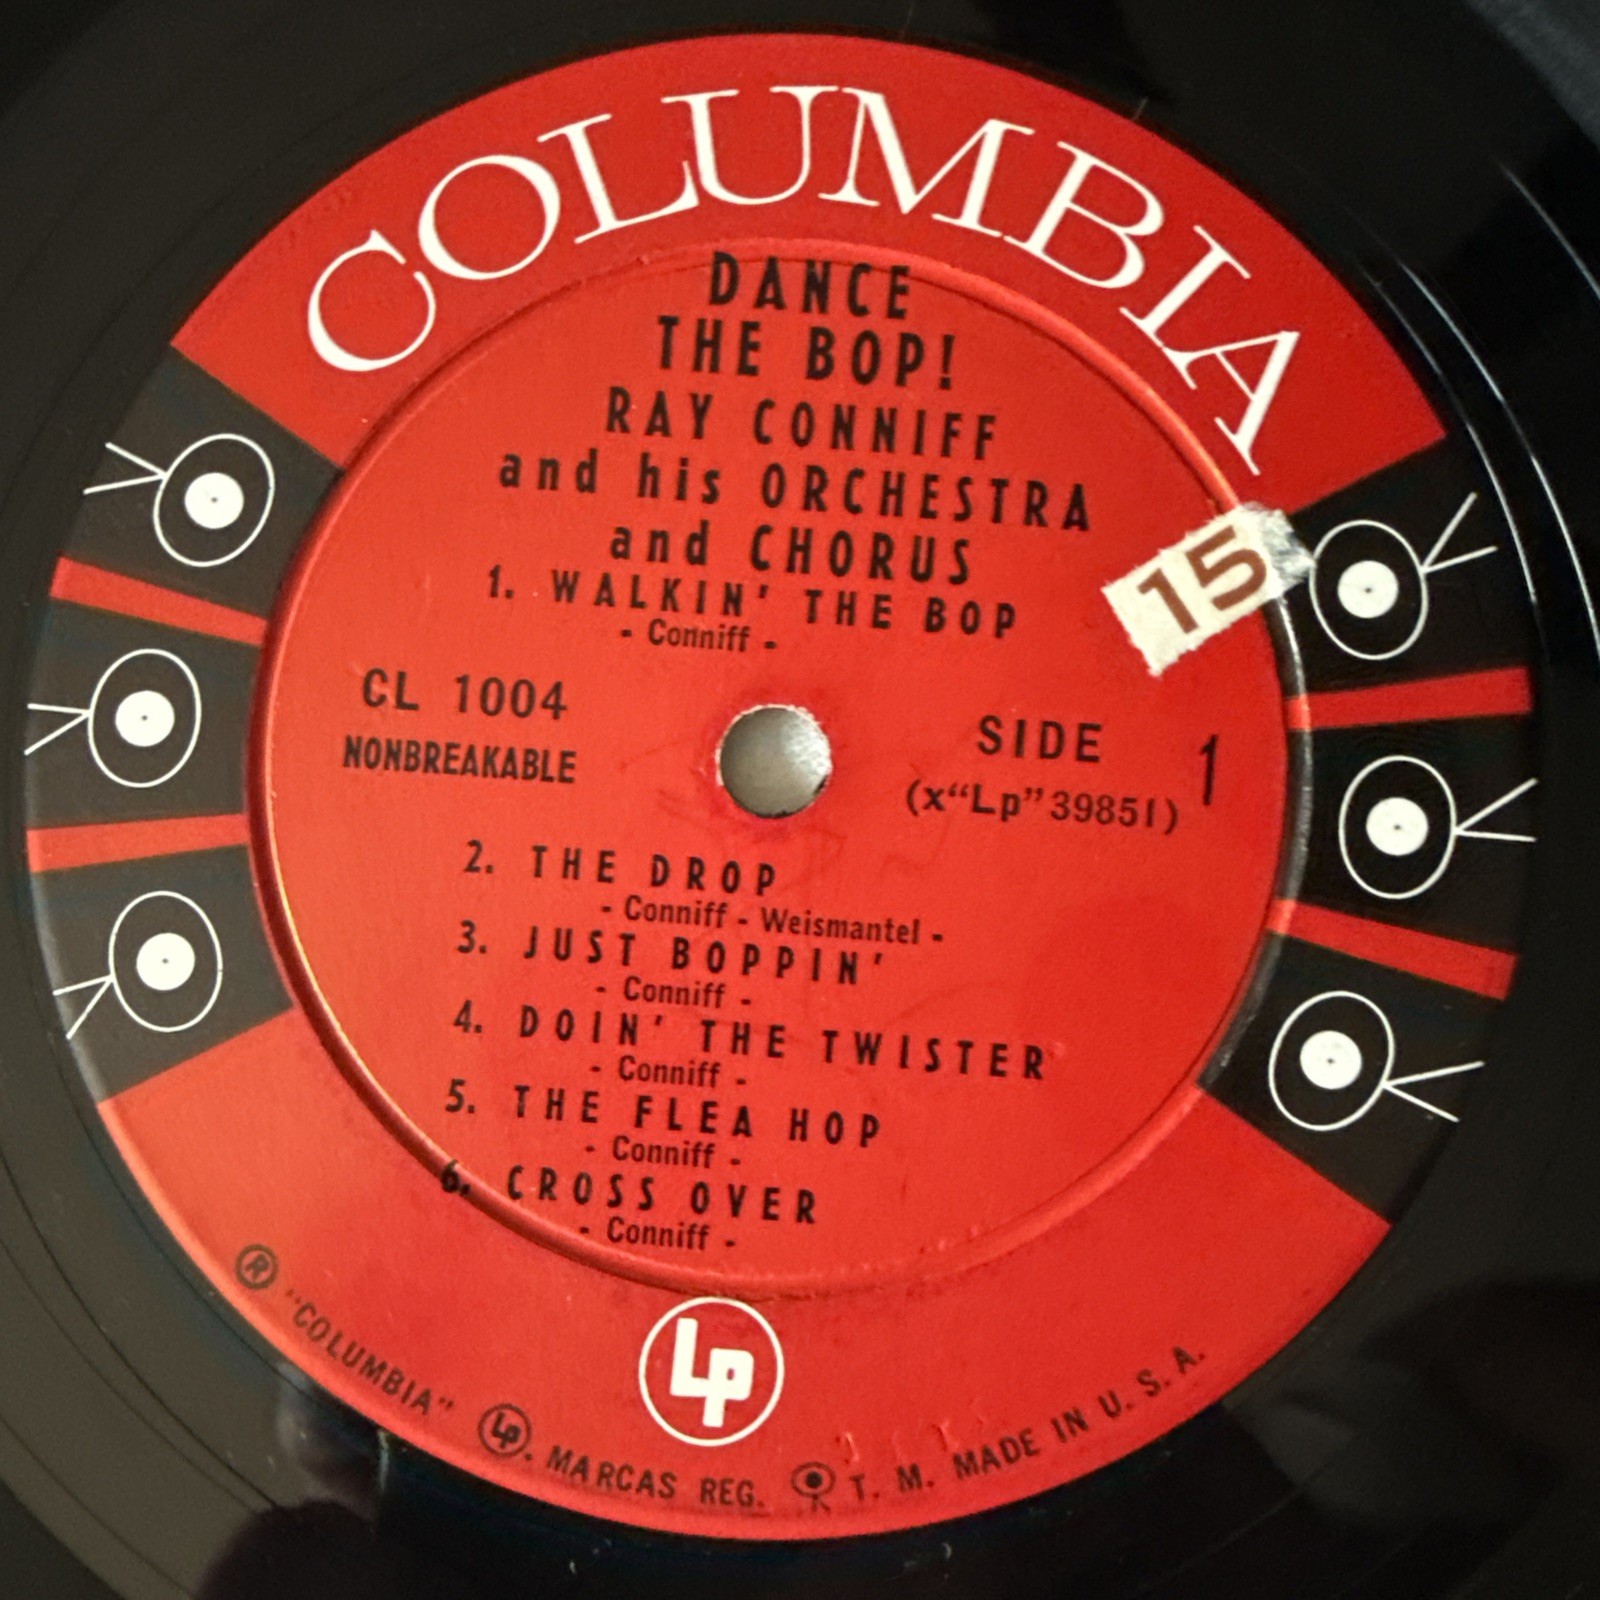 COLUMBIA
DANCE
THE BOP!
RAY CONNIFF
and his ORCHESTRA
and CHORUS
15
1. WALKIN' THE BOP
- Conniff -
CL 1004
NONBREAKABLE
SIDE 1
(x“Lp” 39851)
2. THE DROP
- Conniff - Weismantel -
3. JUST BOPPIN'
- Conniff -
4. DOIN' THE TWISTER
- Conniff -
5. THE FLEA HOP
- Conniff -
6. CROSS OVER
- Conniff -
Lp
® "COLUMBIA" Lp. MARCAS REG. T. M. MADE IN U. S. A.